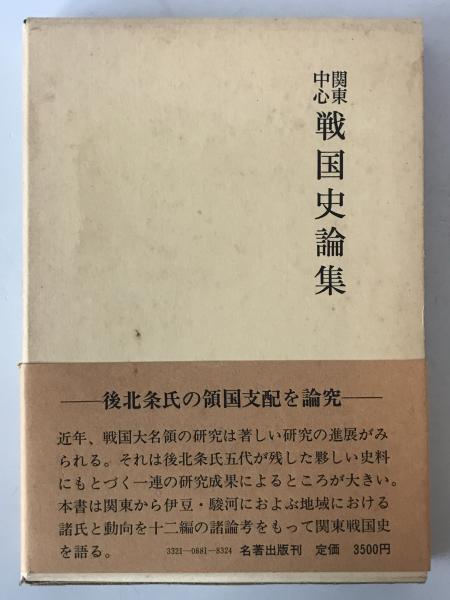 関東
中心
戦国史論集
──後北条氏の領国支配を論究──
近年、戦国大名領の研究は著しい研究の進展がみ
られる。それは後北条氏五代が残した夥しい史料
にもとづく一連の研究成果によるところが大きい。
本書は関東から伊豆・駿河におよぶ地域における
諸氏と動向を十二編の諸論考をもって関東戦国史
を語る。 3321―0881―8324 名著出版刊 定価 3500円